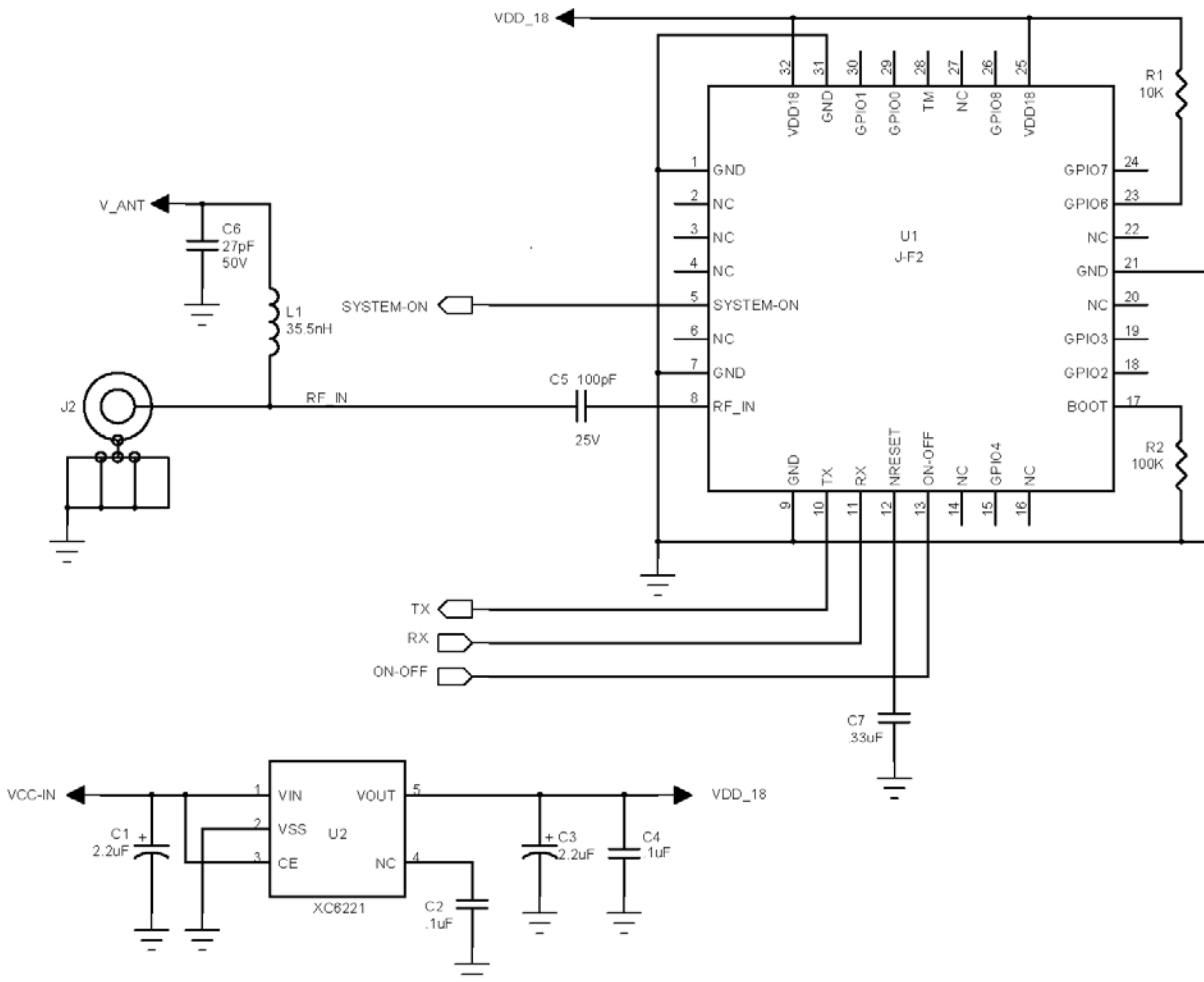 VDD_18
32
31
30
29
28
27
26
25
VDD18
GND
GPIO1
GPIO0
TM
NC
GPIO8
VDD18
R1
10K
1
GND
2
NC
3
NC
4
NC
5
SYSTEM-ON
6
NC
7
GND
8
RF_IN
U1
J-F2
GPIO7
24
GPIO6
23
NC
22
GND
21
NC
20
GPIO3
19
GPIO2
18
BOOT
17
R2
100K
V_ANT
C6
27pF
50V
L1
35.5nH
SYSTEM-ON
J2
RF_IN
C5 100pF
25V
GND
TX
RX
NRESET
ON-OFF
NC
GPIO4
NC
9
10
11
12
13
14
15
16
TX
RX
ON-OFF
C7
.33uF
VCC-IN
C1
2.2uF
+
1
VIN
2
VSS
3
CE
U2
VOUT
5
NC
4
XC6221
C2
.1uF
+
C3
2.2uF
C4
.1uF
VDD_18